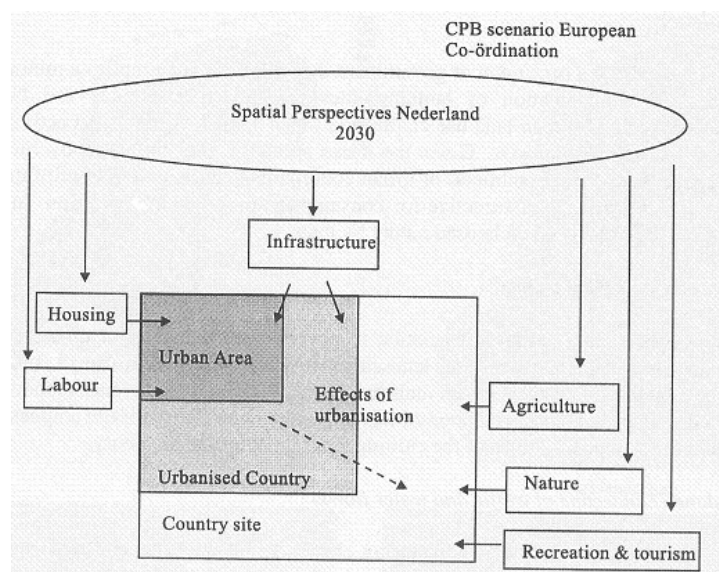 CPB scenario European
Co-ördination
Spatial Perspectives Nederland
2030
Infrastructure
Housing
Urban Area
Labour
Effects of
urbanisation
Agriculture
Urbanised Country
Nature
Country site
Recreation & tourism